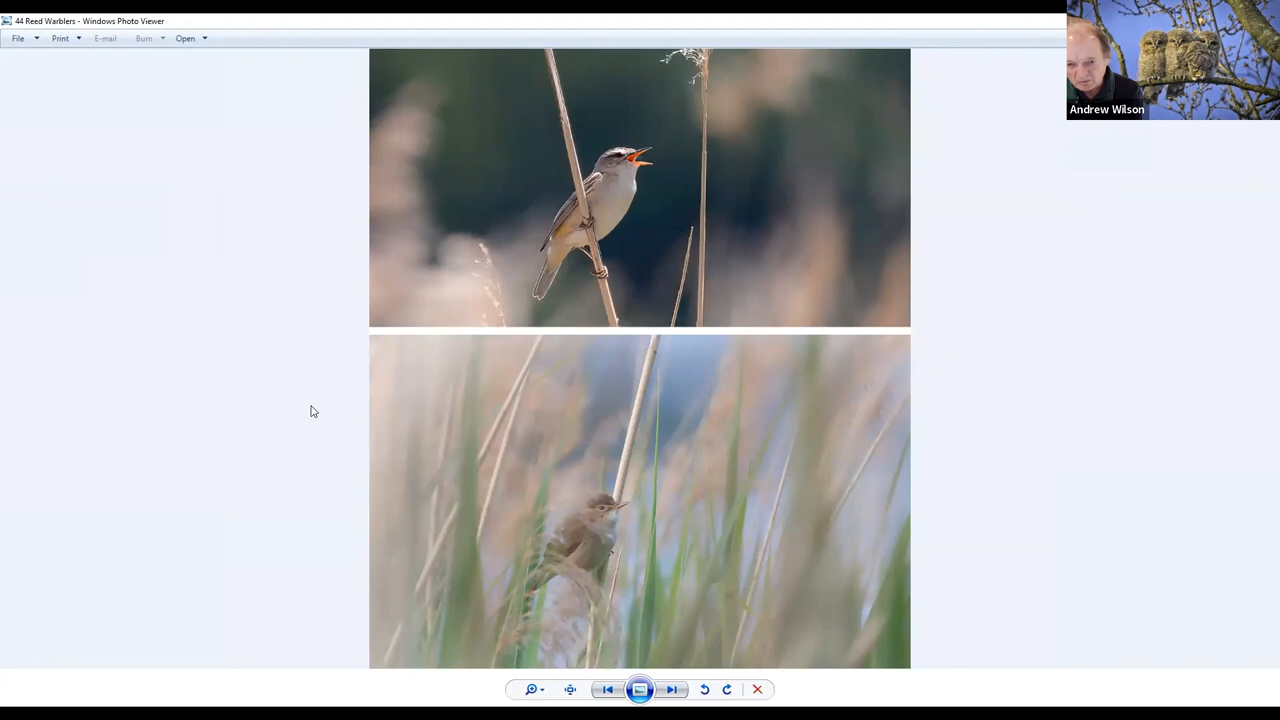 44 Reed Warblers - Windows Photo Viewer
File Print E-mail Burn Open
Andrew Wilson